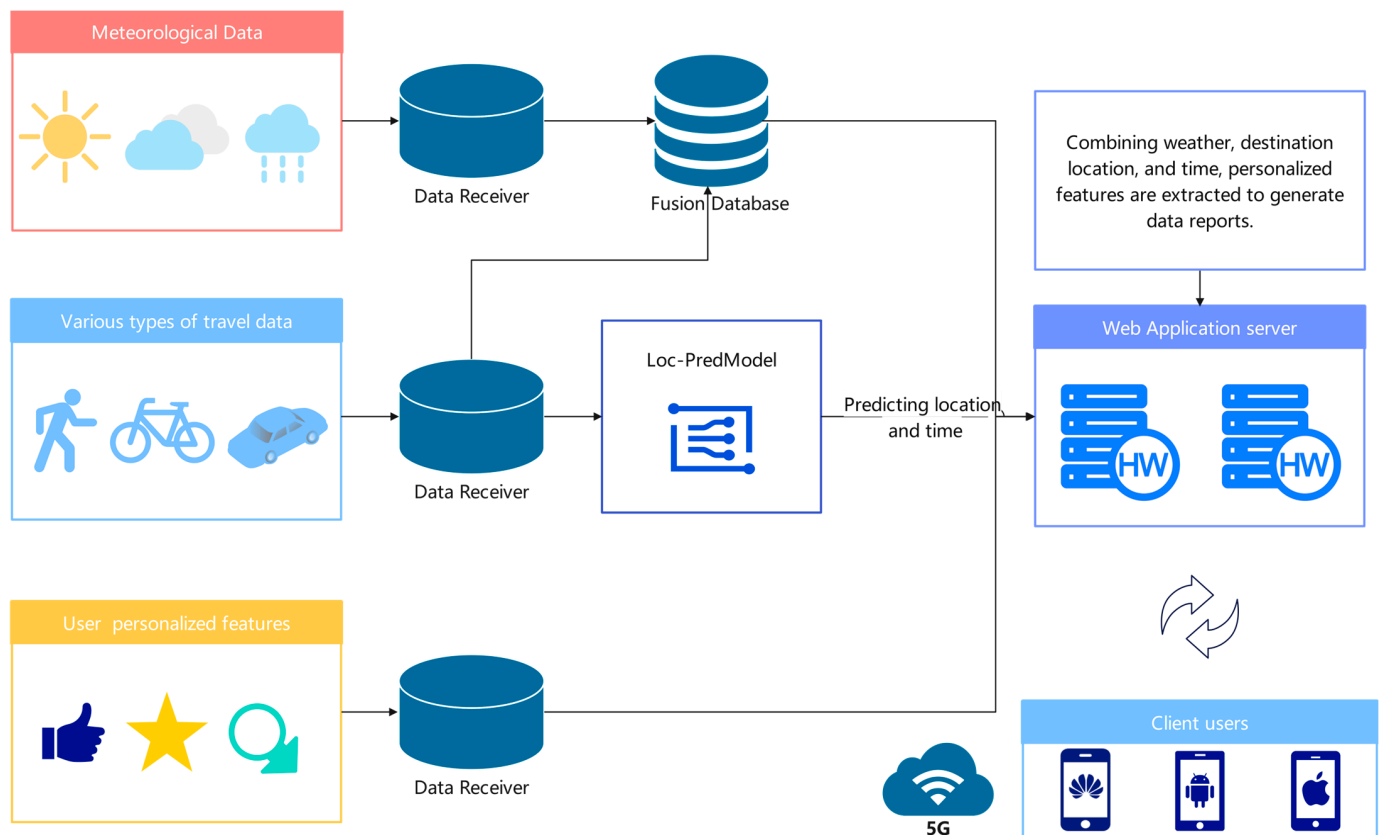 Meteorological Data
Data Receiver
Fusion Database
Combining weather, destination
location, and time, personalized
features are extracted to generate
data reports.
Various types of travel data
Data Receiver
Loc-PredModel
Predicting location
and time
Web Application server
HW
HW
User  personalized features
Data Receiver
5G
Client users